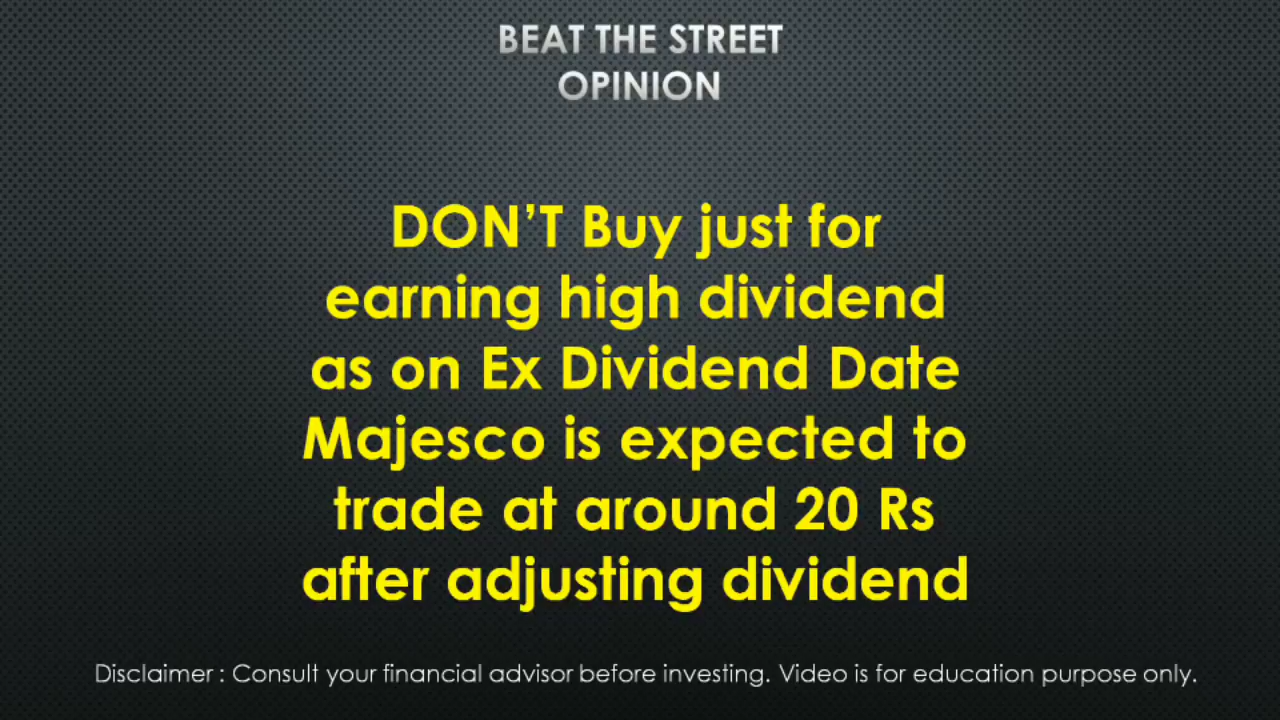 BEAT THE STREET
OPINION
DON’T Buy just for
earning high dividend
as on Ex Dividend Date
Majesco is expected to
trade at around 20 Rs
after adjusting dividend
Disclaimer : Consult your financial advisor before investing. Video is for education purpose only.